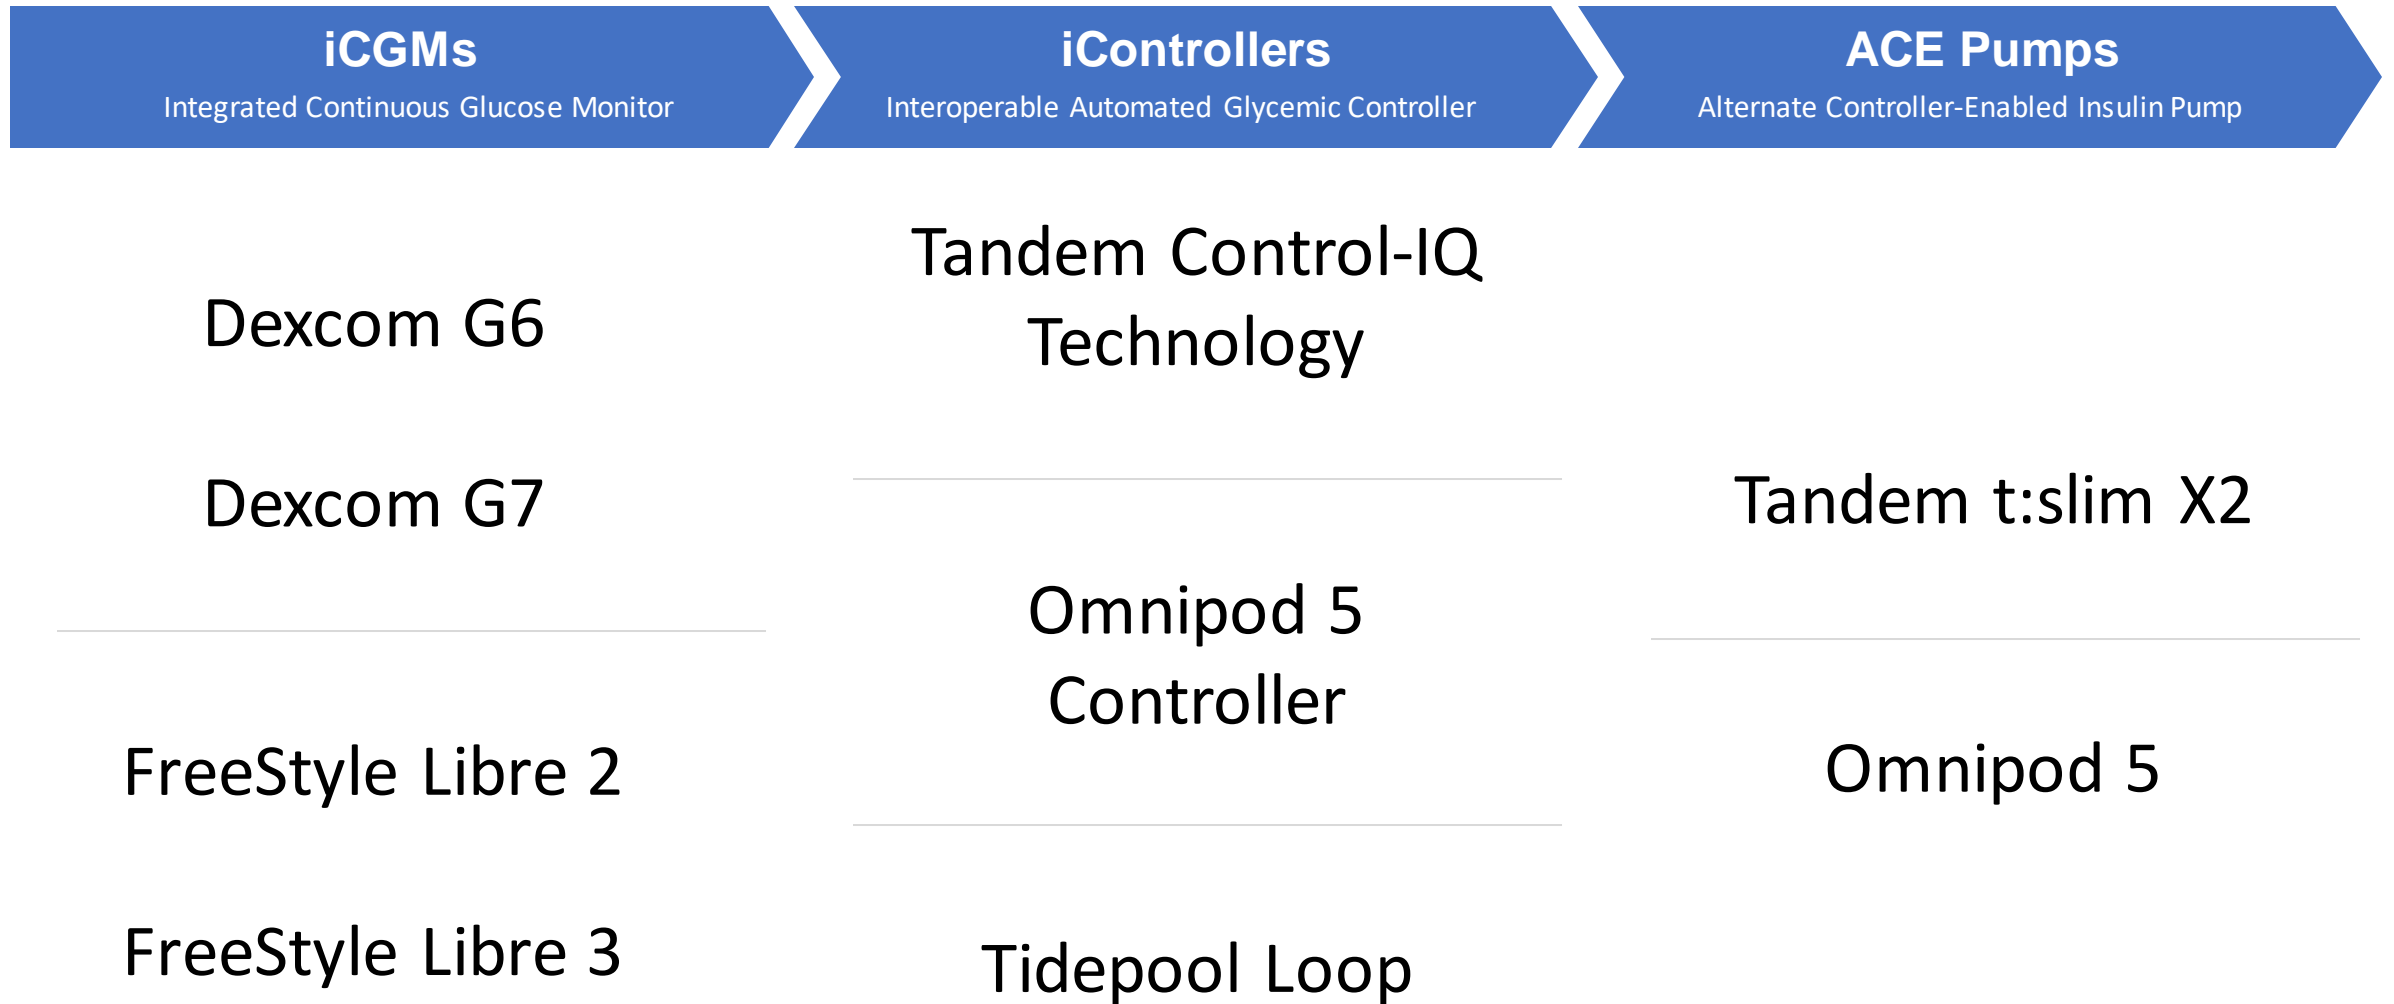 iCGMs
Integrated Continuous Glucose Monitor
iControllers
Interoperable Automated Glycemic Controller
ACE Pumps
Alternate Controller-Enabled Insulin Pump
Dexcom G6
Dexcom G7
FreeStyle Libre 2
FreeStyle Libre 3
Tandem Control-IQ
Technology
Omnipod 5
Controller
Tidepool Loop
Tandem t:slim X2
Omnipod 5